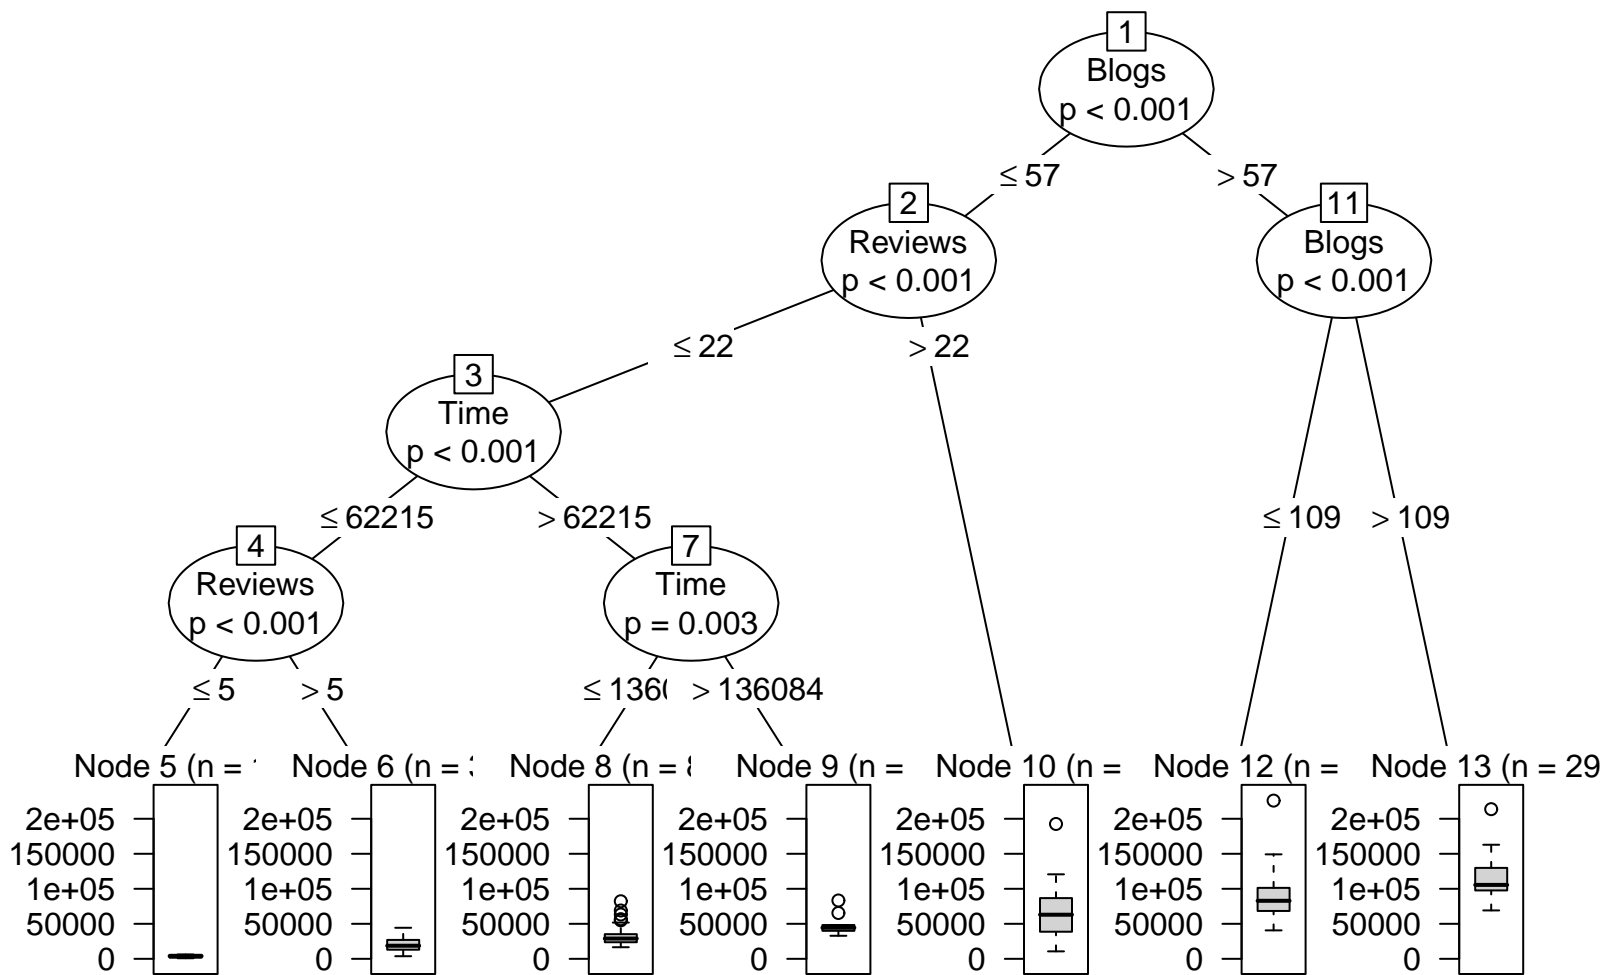 1
Blogs
p < 0.001
≤ 57
> 57
2
Reviews
p < 0.001
11
Blogs
p < 0.001
≤ 22
> 22
3
Time
p < 0.001
≤ 62215
> 62215
≤ 109
> 109
4
Reviews
p < 0.001
7
Time
p = 0.003
≤ 5
> 5
≤ 136
> 136084
Node 5 (n =
Node 6 (n =
Node 8 (n =
Node 9 (n =
Node 10 (n =
Node 12 (n =
Node 13 (n = 29
2e+05
150000
1e+05
50000
0
2e+05
150000
1e+05
50000
0
2e+05
150000
1e+05
50000
0
2e+05
150000
1e+05
50000
0
2e+05
150000
1e+05
50000
0
2e+05
150000
1e+05
50000
0
2e+05
150000
1e+05
50000
0